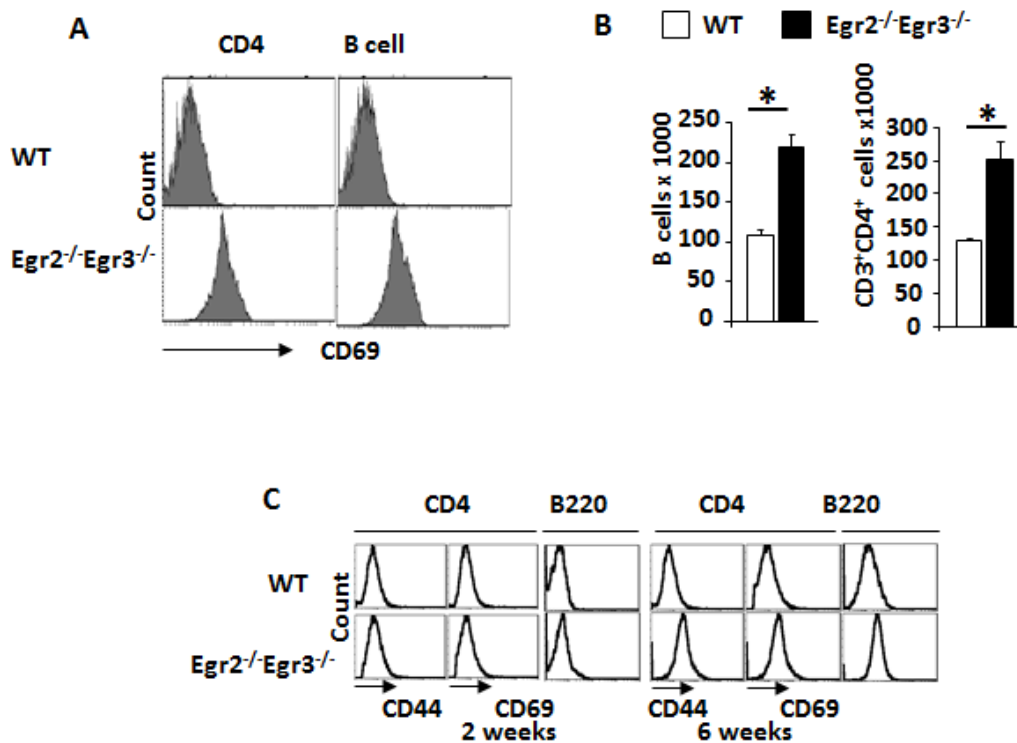 A
CD4
B cell
WT
Egr2-/-Egr3-/-
Count
CD69
B
WT
Egr2-/-Egr3-/-
B cells x 1000
250
200
150
100
50
0
*
CD3+CD4+ cells x1000
300
250
200
150
100
50
0
*
C
CD4
B220
CD4
B220
WT
Egr2-/-Egr3-/-
Count
CD44
CD69
CD44
CD69
2 weeks
6 weeks